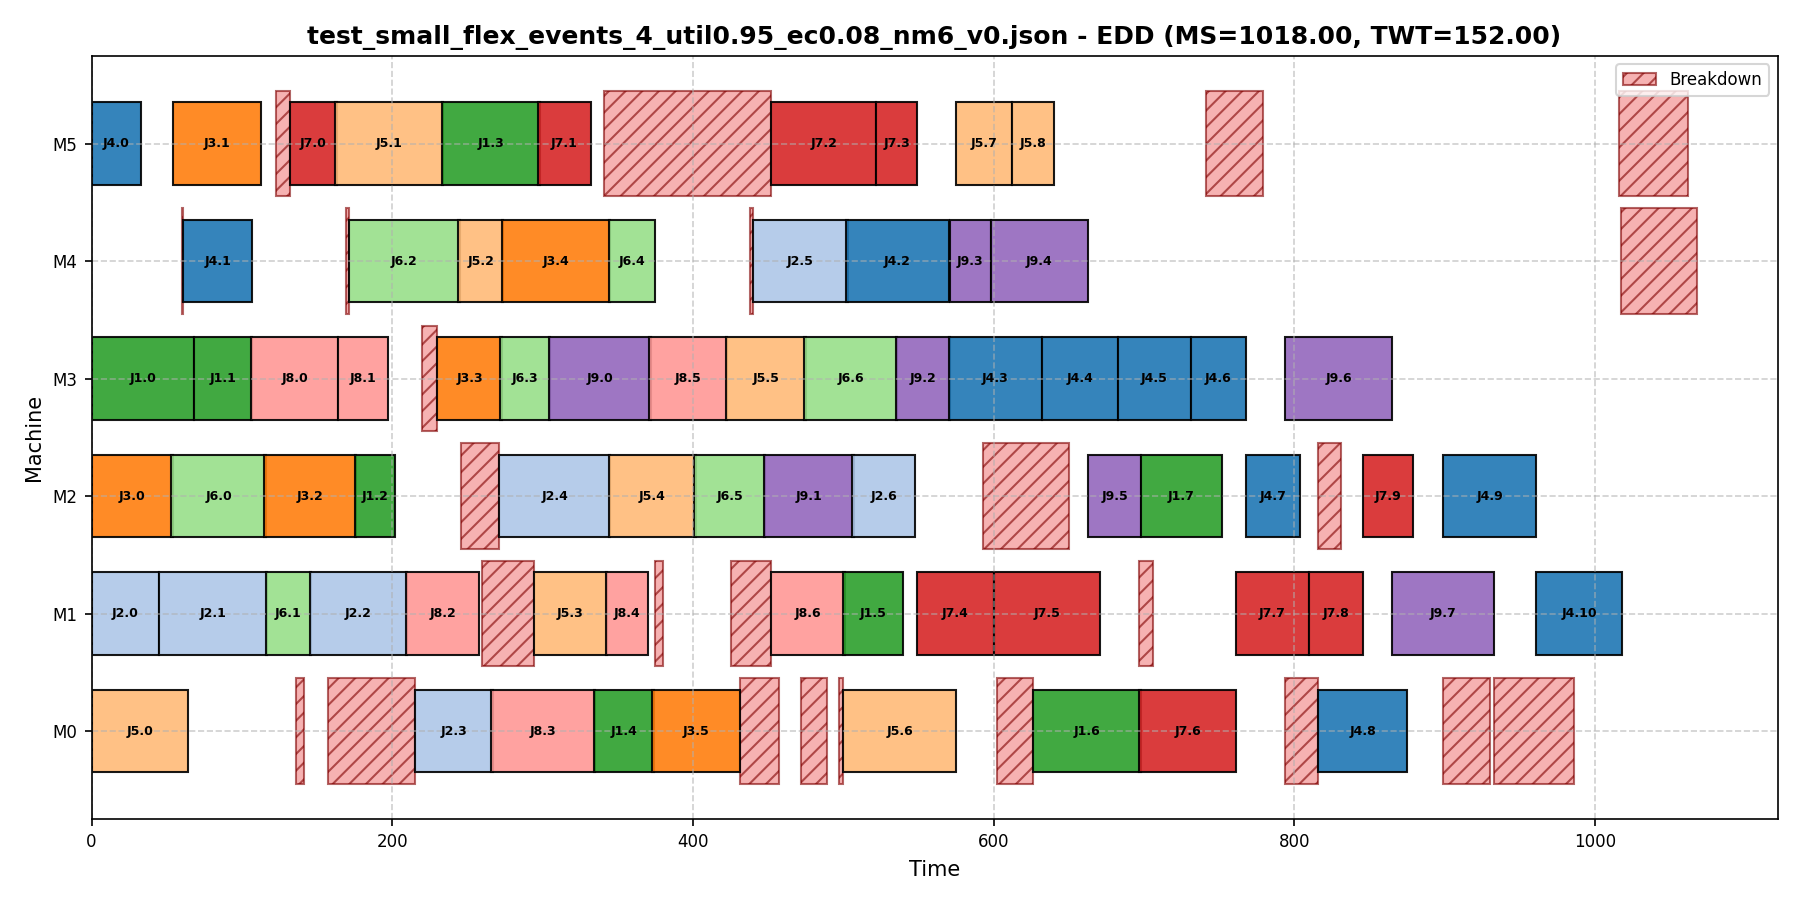 test_small_flex_events_4_util0.95_ec0.08_nm6_v0.json - EDD (MS=1018.00, TWT=152.00)
Breakdown
M5
J4.0 J3.1 J7.0 J5.1 J1.3 J7.1 J7.2 J7.3 J5.7 J5.8
M4
J4.1 J6.2 J5.2 J3.4 J6.4 J2.5 J4.2 J9.3 J9.4
M3
J1.0 J1.1 J8.0 J8.1 J3.3 J6.3 J9.0 J8.5 J5.5 J6.6 J9.2 J4.3 J4.4 J4.5 J4.6 J9.6
M2
J3.0 J6.0 J3.2 J1.2 J2.4 J5.4 J6.5 J9.1 J2.6 J9.5 J1.7 J4.7 J7.9 J4.9
M1
J2.0 J2.1 J6.1 J2.2 J8.2 J5.3 J8.4 J8.6 J1.5 J7.4 J7.5 J7.7 J7.8 J9.7 J4.10
M0
J5.0 J2.3 J8.3 J1.4 J3.5 J5.6 J1.6 J7.6 J4.8
Machine
0 200 400 600 800 1000
Time